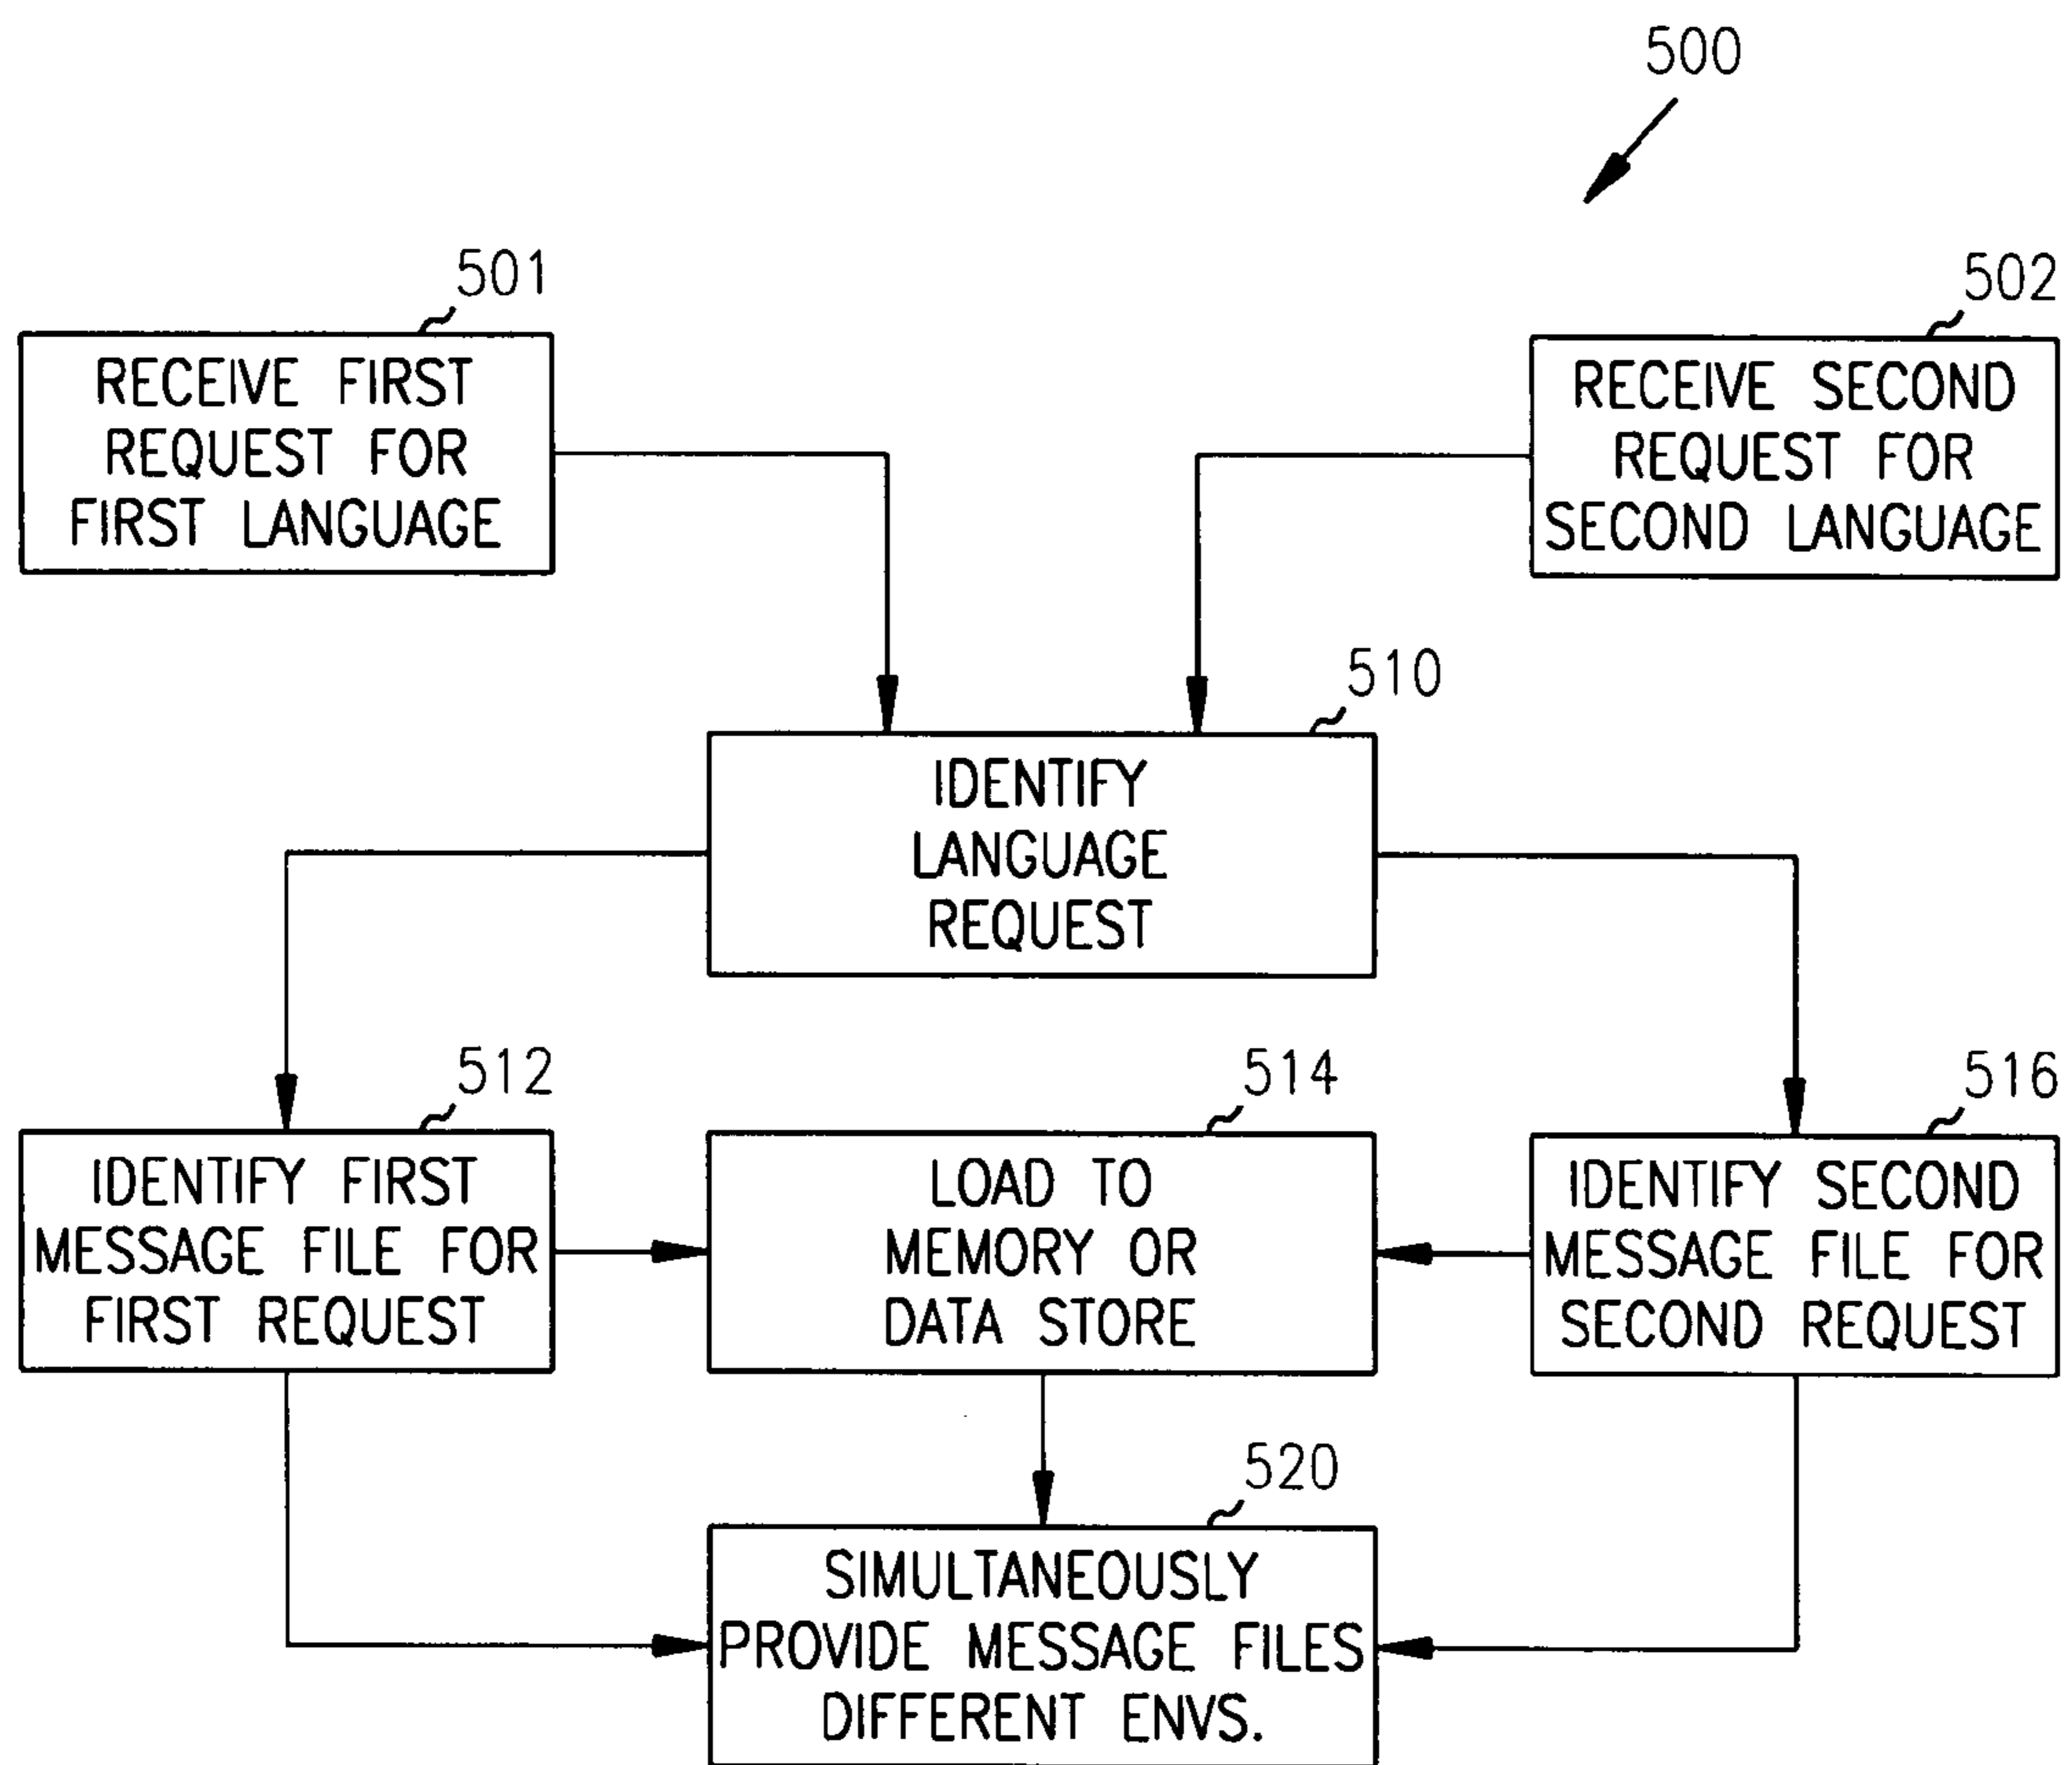 500
501
RECEIVE FIRST
REQUEST FOR
FIRST LANGUAGE
502
RECEIVE SECOND
REQUEST FOR
SECOND LANGUAGE
510
IDENTIFY
LANGUAGE
REQUEST
512
IDENTIFY FIRST
MESSAGE FILE FOR
FIRST REQUEST
514
LOAD TO
MEMORY OR
DATA STORE
516
IDENTIFY SECOND
MESSAGE FILE FOR
SECOND REQUEST
520
SIMULTANEOUSLY
PROVIDE MESSAGE FILES
DIFFERENT ENVS.